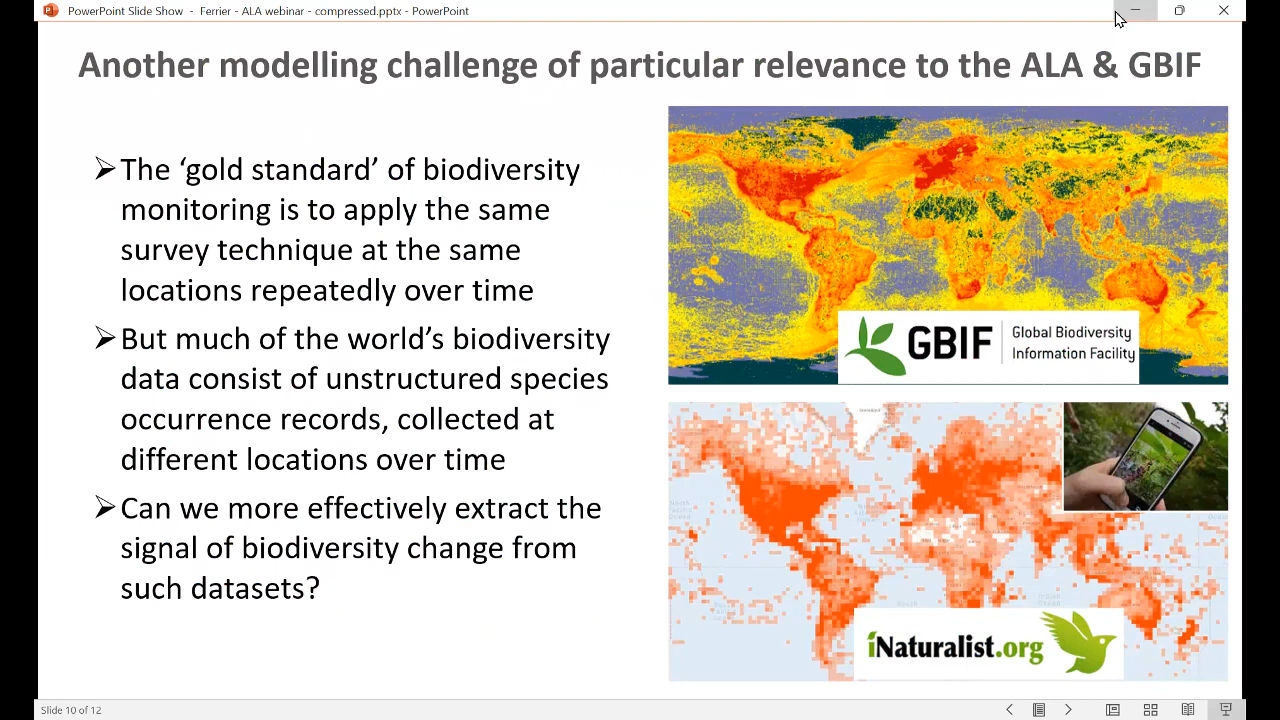 PowerPoint Slide Show - Ferrier - ALA webinar - compressed.pptx - PowerPoint
Another modelling challenge of particular relevance to the ALA & GBIF
➢The ‘gold standard’ of biodiversity
monitoring is to apply the same
survey technique at the same
locations repeatedly over time
➢But much of the world’s biodiversity
data consist of unstructured species
occurrence records, collected at
different locations over time
➢Can we more effectively extract the
signal of biodiversity change from
such datasets?
GBIF
Global Biodiversity
Information Facility
iNaturalist.org
Slide 10 of 12